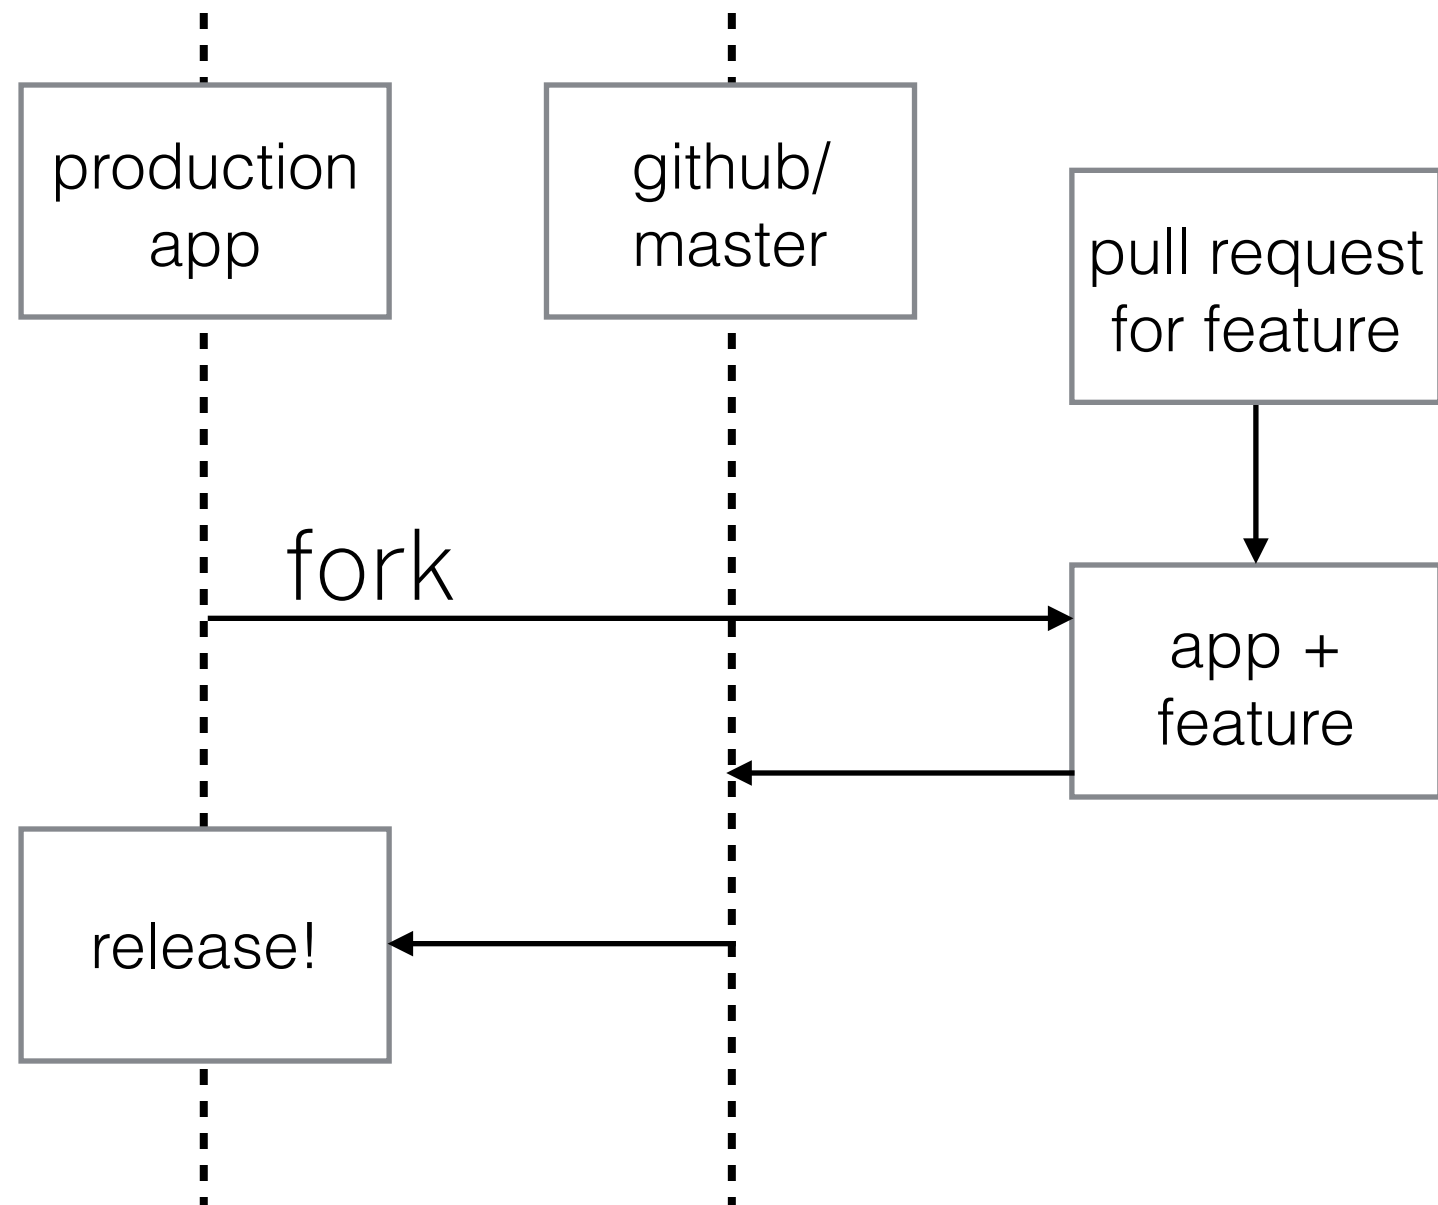 production
app
github/
master
pull request
for feature
fork
app +
feature
release!